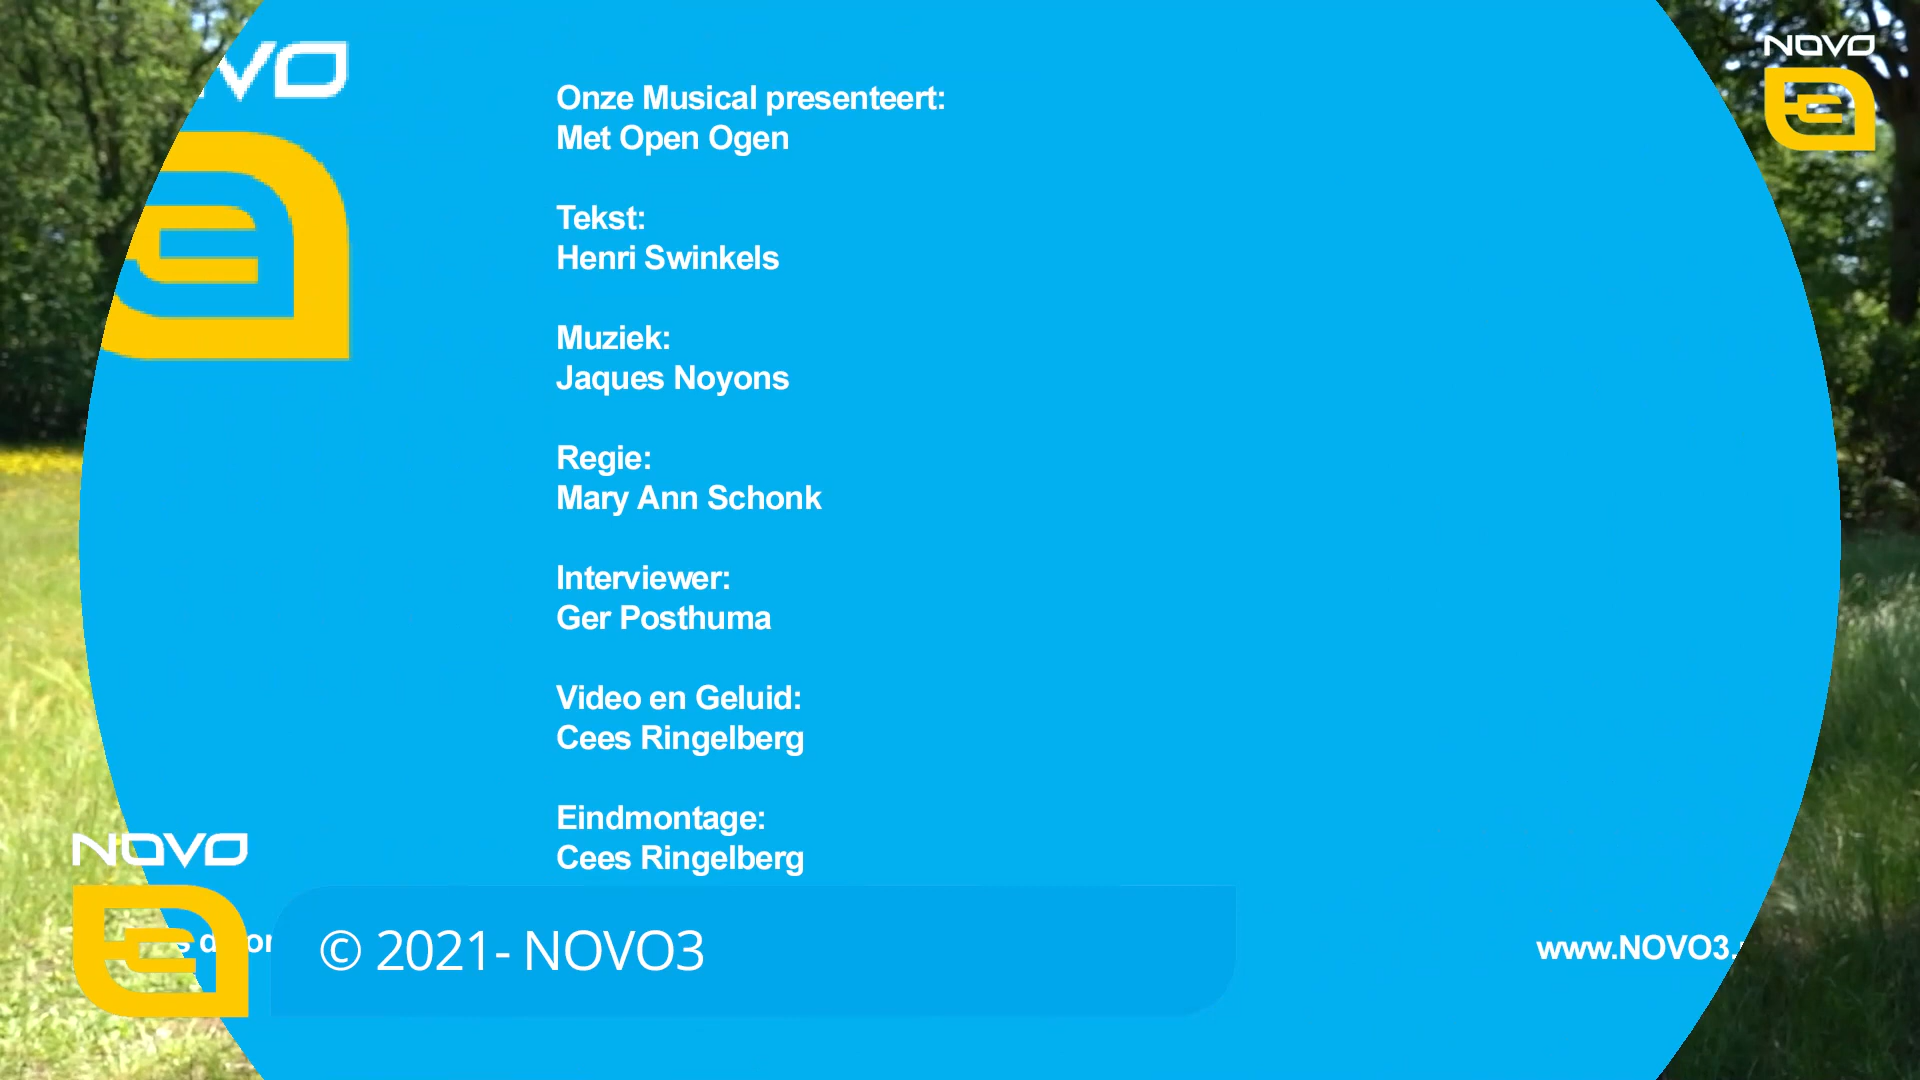 VO
NOVO
Onze Musical presenteert:
Met Open Ogen
Tekst:
Henri Swinkels
Muziek:
Jaques Noyons
Regie:
Mary Ann Schonk
Interviewer:
Ger Posthuma
Video en Geluid:
Cees Ringelberg
Eindmontage:
Cees Ringelberg
NOVO
© 2021- NOVO3
www.NOVO3.